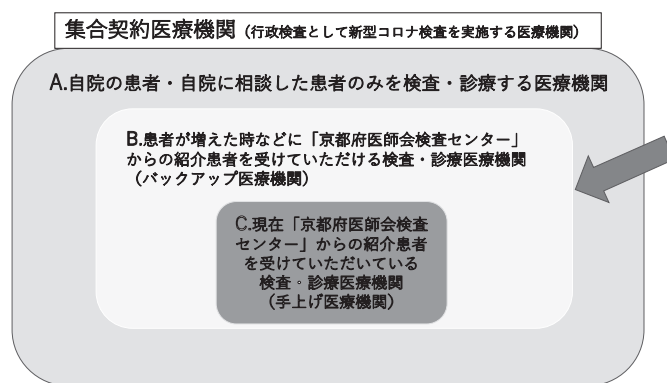 集合契約医療機関（行政検査として新型コロナ検査を実施する医療機関）
A.自院の患者・自院に相談した患者のみを検査・診療する医療機関
B.患者が増えた時などに「京都府医師会検査センター」
からの紹介患者を受けていただける検査・診療医療機関
（バックアップ医療機関）
C.現在「京都府医師会検査
センター」からの紹介患者
を受けていただいている
検査・診療医療機関
（手上げ医療機関）